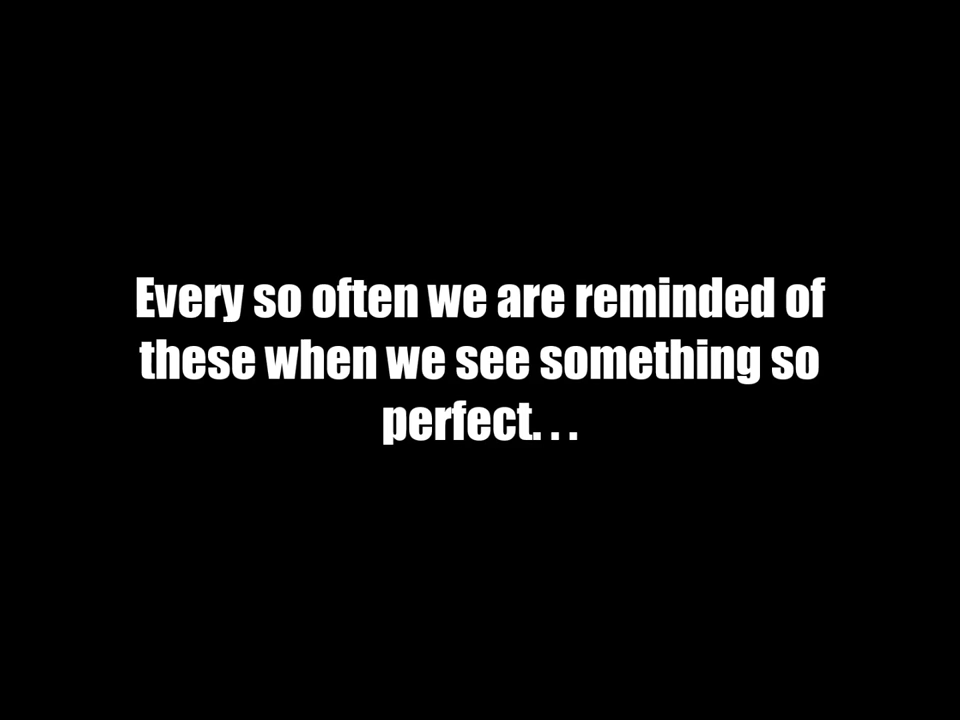 Every so often we are reminded of
these when we see something so
perfect. . .